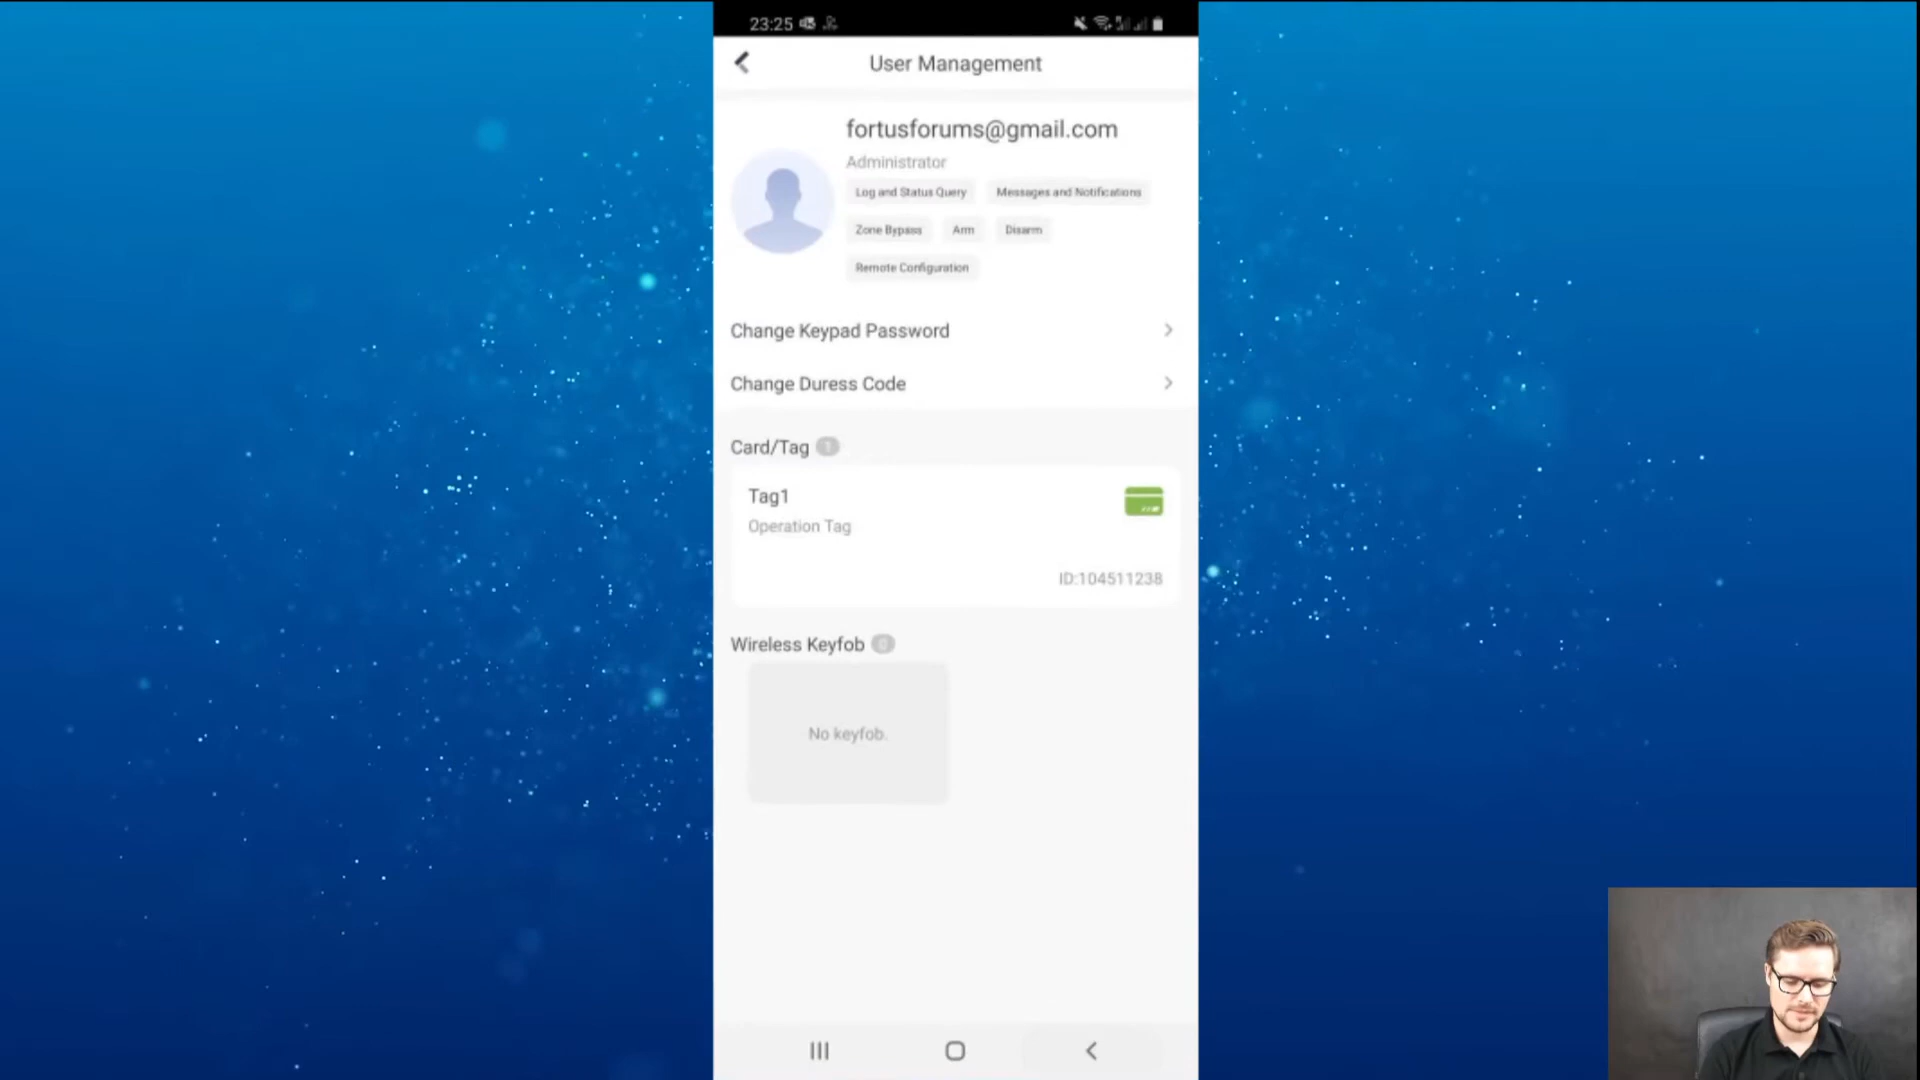 23:25
User Management
fortusforums@gmail.com
Administrator
Log and Status Query Messages and Notifications
Zone Bypass Arm Disarm
Remote Configuration
Change Keypad Password
Change Duress Code
Card/Tag 1
Tag1
Operation Tag
ID:104511238
Wireless Keyfob 0
No keyfob.